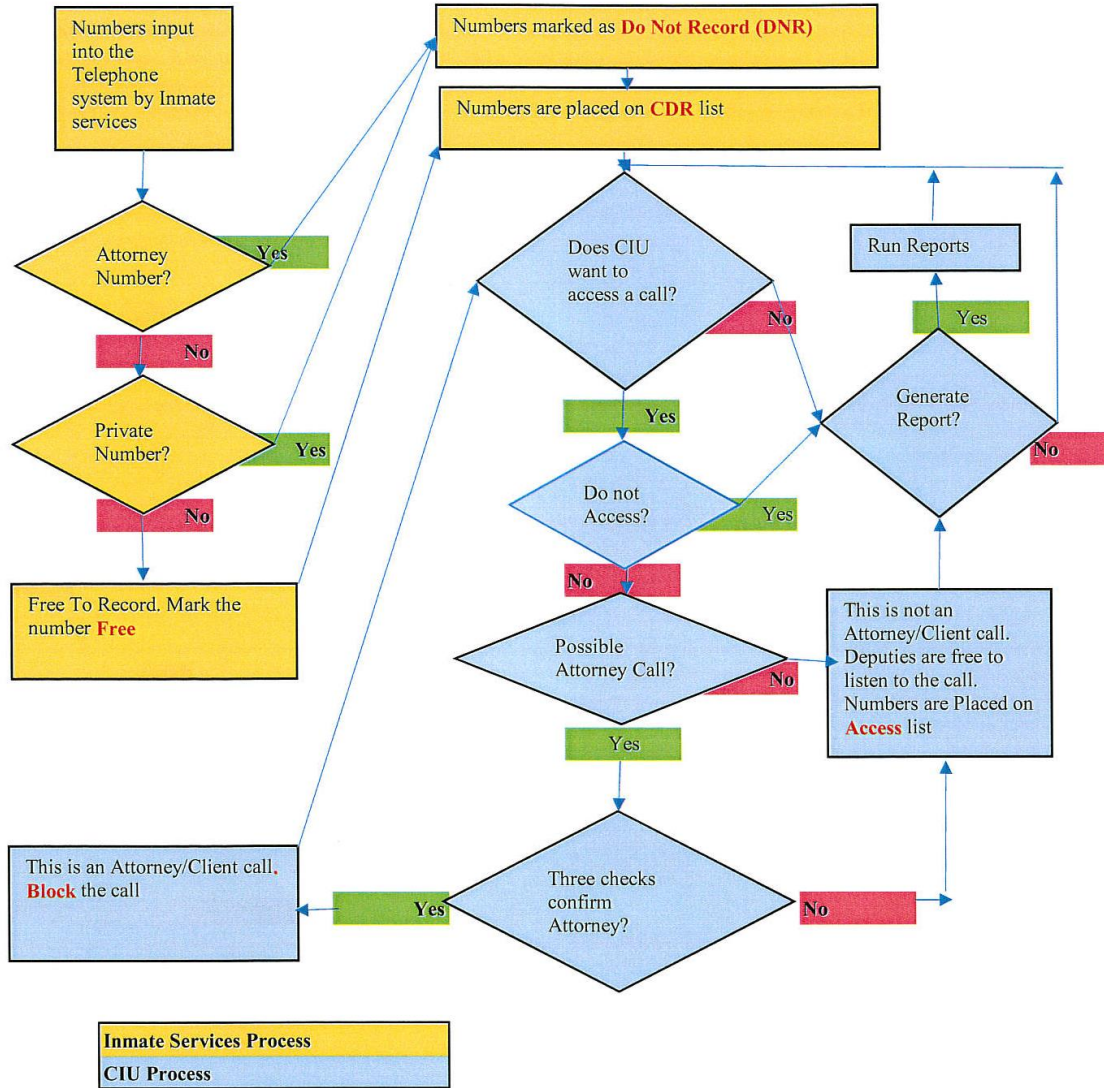 Numbers input
into the
Telephone
system by Inmate
services
Numbers marked as Do Not Record (DNR)
Numbers are placed on CDR list
Attorney
Number?
Yes
No
Private
Number?
Yes
No
Free To Record. Mark the
number Free
Does CIU
want to
access a call?
No
Yes
Run Reports
Yes
Generate
Report?
No
Do not
Access?
Yes
No
Possible
Attorney Call?
No
Yes
This is not an
Attorney/Client call.
Deputies are free to
listen to the call.
Numbers are Placed on
Access list
Three checks
confirm
Attorney?
Yes
No
This is an Attorney/Client call.
Block the call
Inmate Services Process
CIU Process